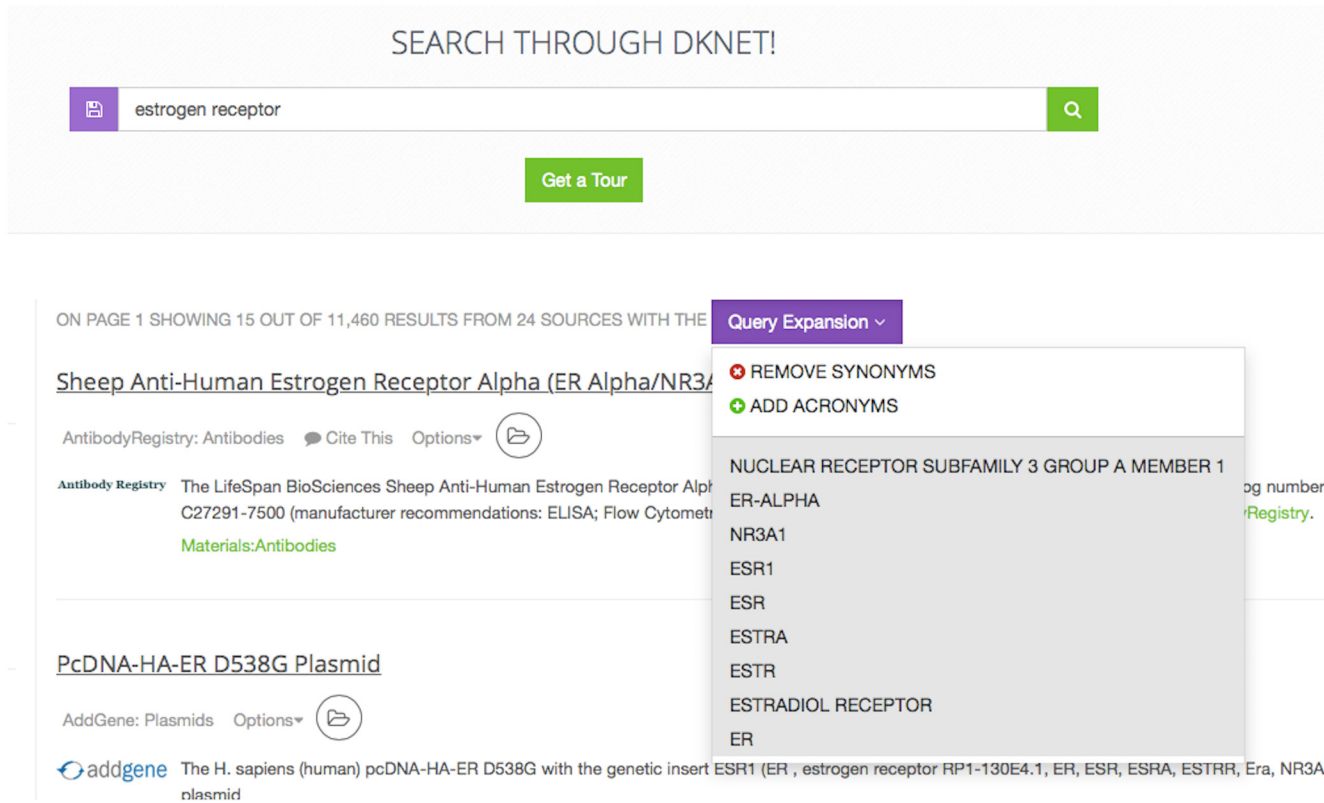 SEARCH THROUGH DKNET!
estrogen receptor
Get a Tour
ON PAGE 1 SHOWING 15 OUT OF 11,460 RESULTS FROM 24 SOURCES WITH THE Query Expansion
Sheep Anti-Human Estrogen Receptor Alpha (ER Alpha/NR3A
REMOVE SYNONYMS
ADD ACRONYMS
AntibodyRegistry: Antibodies Cite This Options
NUCLEAR RECEPTOR SUBFAMILY 3 GROUP A MEMBER 1
ER-ALPHA
NR3A1
ESR1
ESR
ESTRA
ESTR
ESTRADIOL RECEPTOR
ER
Antibody Registry The LifeSpan BioSciences Sheep Anti-Human Estrogen Receptor Alph og number
C27291-7500 (manufacturer recommendations: ELISA; Flow Cytomet yRegistry.
Materials:Antibodies
PcDNA-HA-ER D538G Plasmid
AddGene: Plasmids Options
addgene The H. sapiens (human) pcDNA-HA-ER D538G with the genetic insert ESR1 (ER , estrogen receptor RP1-130E4.1, ER, ESR, ESRA, ESTRR, Era, NR3A
plasmid